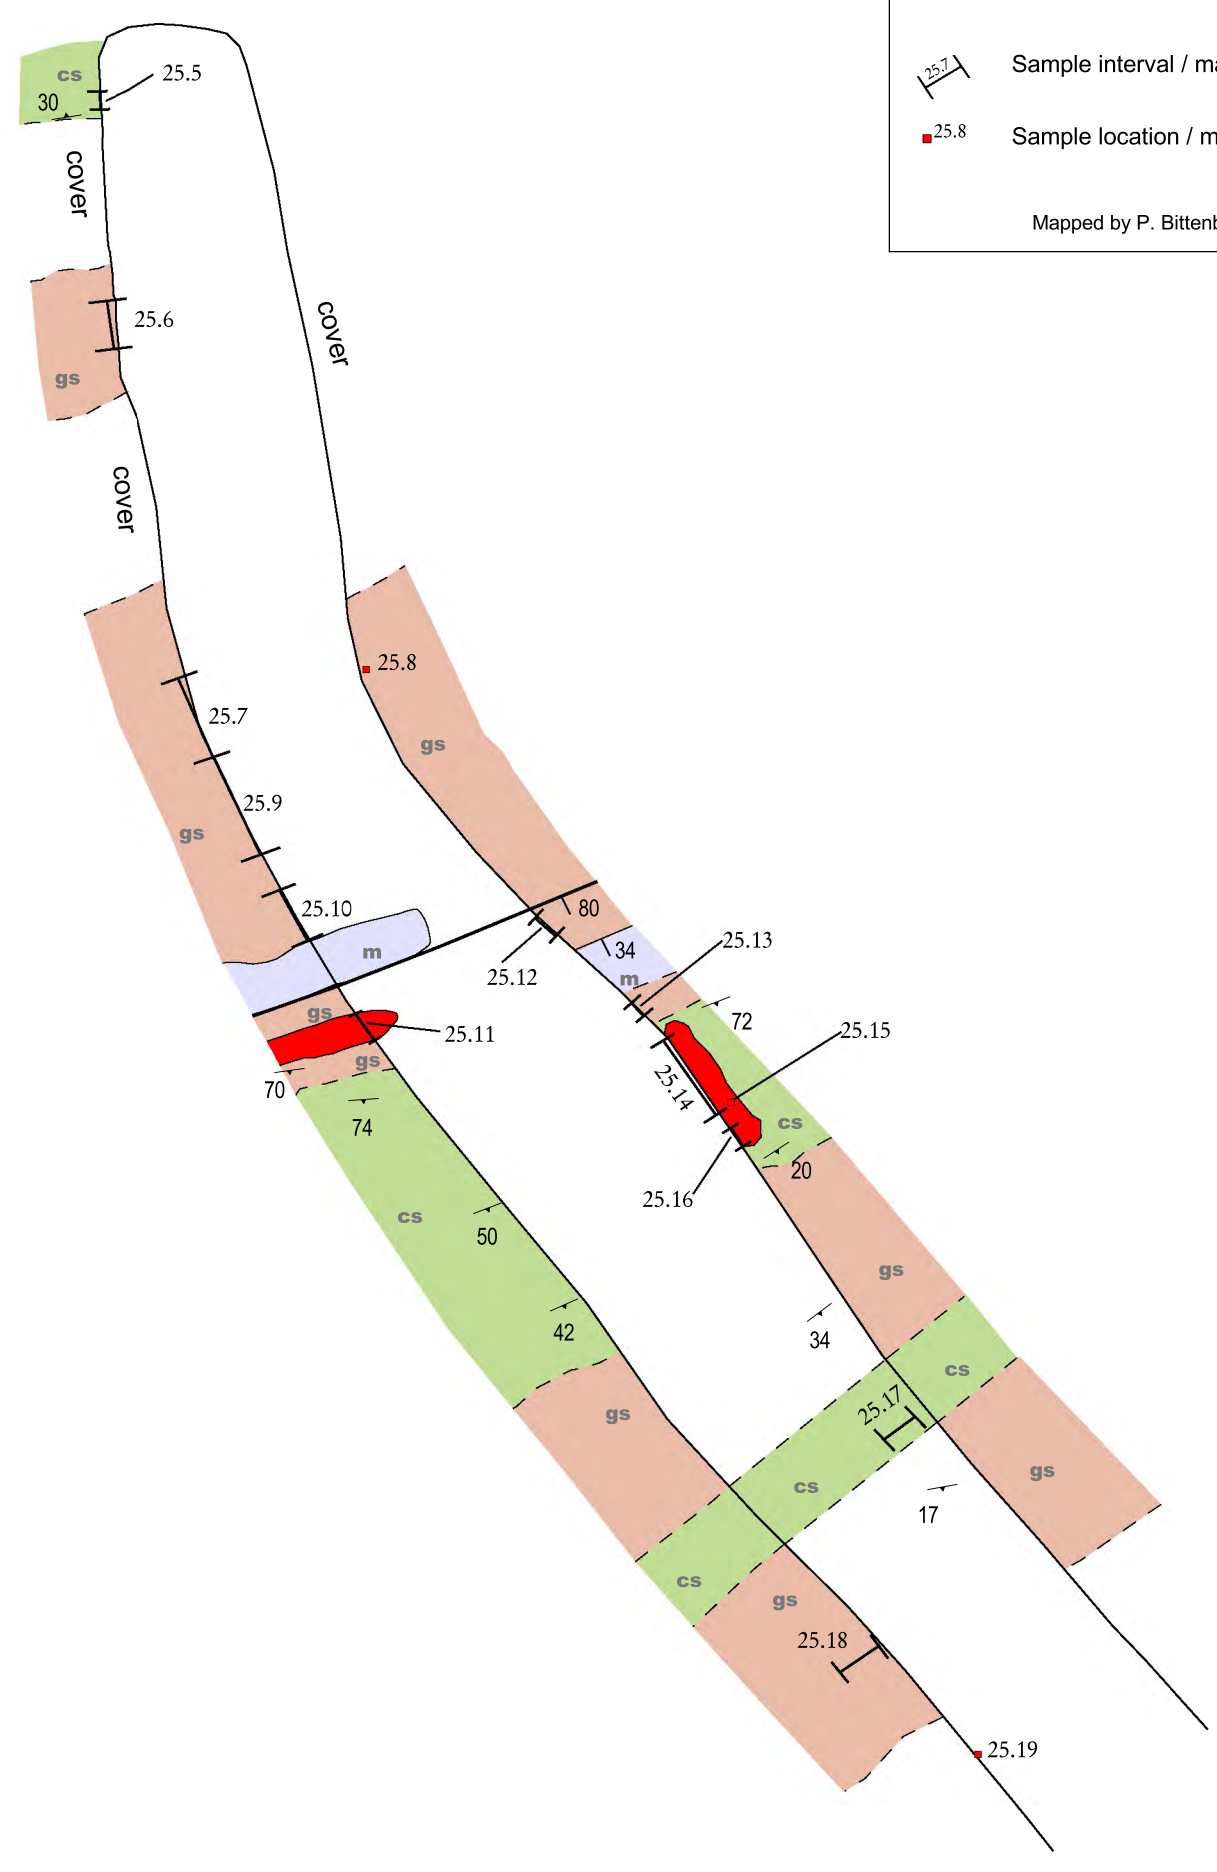 25.7
Sample interval / ma
25.8
Sample location / m
Mapped by P. Bittenb
cs
25.5
30
cover
25.6
cover
gs
cover
25.8
25.7
gs
25.9
gs
25.10
80
m
34
25.13
25.12
m
gs
72
25.11
25.15
gs
70
25.14
74
cs
20
25.16
cs
50
gs
34
42
cs
25.17
gs
gs
cs
17
cs
gs
25.18
25.19